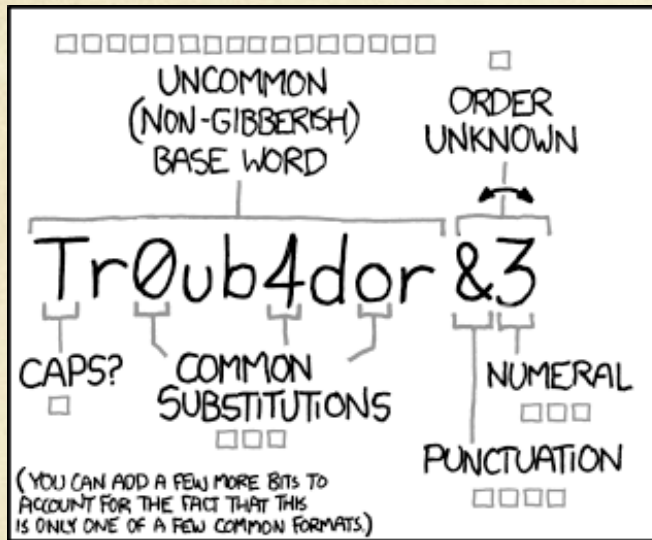 UNCOMMON
(NON-GIBBERISH)
BASE WORD
ORDER
UNKNOWN
Tr0ub4dor &3
CAPS?
COMMON
SUBSTITUTIONS
NUMERAL
PUNCTUATION
(YOU CAN ADD A FEW MORE BITS TO
ACCOUNT FOR THE FACT THAT THIS
IS ONLY ONE OF A FEW COMMON FORMATS.)